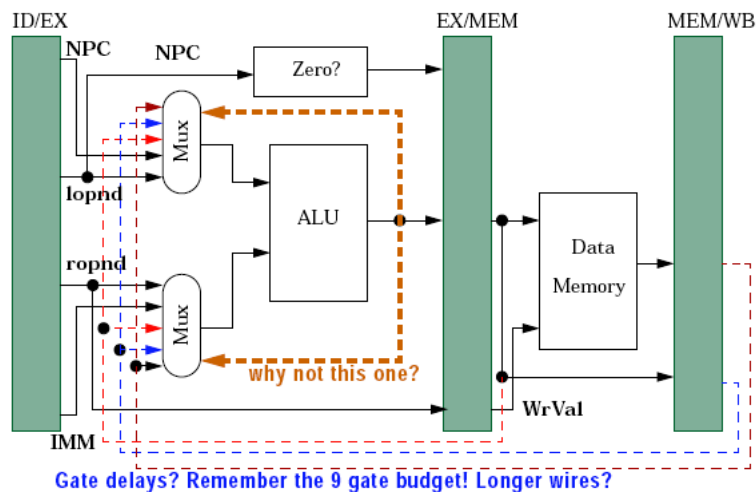 ID/EX
EX/MEM
MEM/WB
NPC
NPC
Zero?
Mux
lopnd
ALU
ropnd
Data
Memory
Mux
why not this one?
WrVal
IMM
Gate delays? Remember the 9 gate budget! Longer wires?